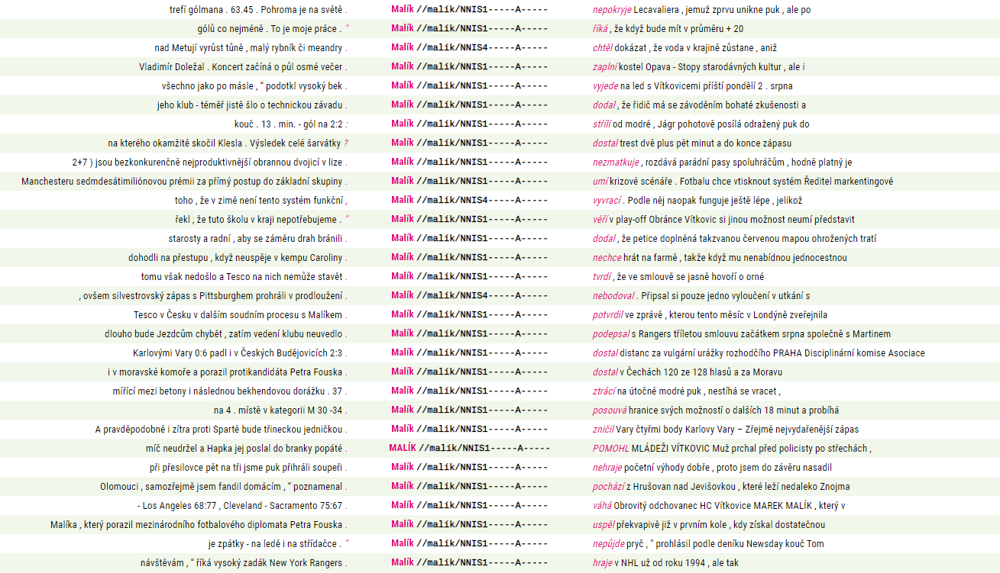 trefí gólmana . 63.45 . Pohroma je na světě . Malík //malík/NNIS1-----A----- nepokryje Lecavaliera , jemuž zprvu unikne puk , ale po
gólů co nejméně . To je moje práce . " Malík //malík/NNIS1-----A----- říká , že když bude mít v průměru + 20
nad Metují vyrůst tůně , malý rybník či meandry . Malík //malík/NNIS4-----A----- chtěl dokázat , že voda v krajině zůstane , aniž
Vladimír Doležal . Koncert začíná o půl osmé večer . Malík //malík/NNIS1-----A----- zaplní kostel Opava - Stopy starodávných kultur , ale i
všechno jako po másle , “ podotkl vysoký bek . Malík //malík/NNIS1-----A----- vyjede na led s Vítkovicemi příští pondělí 2 . srpna
jeho klub - téměř jistě šlo o technickou závadu . Malík //malík/NNIS1-----A----- dodal , že řidič má se závoděním bohaté zkušenosti a
kouč . 13 . min. - gól na 2:2 : Malík //malík/NNIS1-----A----- střílí od modré , Jágr pohotově posílá odražený puk do
na kterého okamžitě skočil Klesla . Výsledek celé šarvátky ? Malík //malík/NNIS1-----A----- dostal trest dvě plus pět minut a do konce zápasu
2+7 ) jsou bezkonkurenčně nejproduktivnější obrannou dvojicí v lize . Malík //malík/NNIS1-----A----- nezmatkuje , rozdává parádní pasy spoluhráčům , hodně platný je
Manchesteru sedmdesátimiliónovou prémii za přímý postup do základní skupiny . Malík //malík/NNIS1-----A----- umí krizové scénáře . Fotbalu chce vtisknout systém Ředitel markentingové
toho , že v zimě není tento systém funkční , Malík //malík/NNIS4-----A----- vyvrací . Podle něj naopak funguje ještě lépe , jelikož
řekl , že tuto školu v kraji nepotřebujeme . " Malík //malík/NNIS1-----A----- věří v play-off Obránce Vítkovic si jinou možnost neumí představit
starosty a radní , aby se záměru drah bránili . Malík //malík/NNIS1-----A----- dodal , že petice doplněná takzvanou červenou mapou ohrožených tratí
dohodli na přestupu , když neuspěje v kempu Caroliny . Malík //malík/NNIS1-----A----- nechce hrát na farmě , takže když mu nenabídnou jednocestnou
tomu však nedošlo a Tesco na nich nemůže stavět . Malík //malík/NNIS1-----A----- tvrdí , že ve smlouvě se jasně hovoří o orné
, ovšem silvestrovský zápas s Pittsburghem prohráli v prodloužení . Malík //malík/NNIS4-----A----- nebodoval . Připsal si pouze jedno vyloučení v utkání s
Tesco v Česku v dalším soudním procesu s Malíkem . Malík //malík/NNIS1-----A----- potvrdil ve zprávě , kterou tento měsíc v Londýně zveřejnila
dlouho bude Jezdcům chybět , zatím vedení klubu neuvedlo . Malík //malík/NNIS1-----A----- podepsal s Rangers tříletou smlouvu začátkem srpna společně s Martinem
Karlovými Vary 0:6 padl i v Českých Budějovicích 2:3 . Malík //malík/NNIS1-----A----- dostal distanc za vulgární urážky rozhodčího PRAHA Disciplinární komise Asociace
i v moravské komoře a porazil protikandidáta Petra Fouska . Malík //malík/NNIS1-----A----- dostal v Čechách 120 ze 128 hlasů a za Moravu
mířící mezi betony i následnou bekhendovou dorážku . 37 . Malík //malík/NNIS1-----A----- ztrácí na útočné modré puk , nestíhá se vracet ,
na 4 . místě v kategorii M 30 -34 . Malík //malík/NNIS1-----A----- posouvá hranice svých možností o dalších 18 minut a probíhá
A pravděpodobně i zítra proti Spartě bude třineckou jedničkou . Malík //malík/NNIS1-----A----- zničil Vary čtyřmi body Karlovy Vary – Zřejmě nejvydařenější zápas
míč neudržel a Hapka jej poslal do branky popáté . MALÍK //malík/NNIS1-----A----- POMOHL MLÁDEŽI VÍTKOVIC Muž prchal před policisty po střechách ,
při přesilovce pět na tři jsme puk přihráli soupeři . Malík //malík/NNIS1-----A----- nehraje početní výhody dobře , proto jsem do závěru nasadil
Olomouci , samozřejmě jsem fandil domácím , “ poznamenal . Malík //malík/NNIS1-----A----- pochází z Hrušovan nad Jevišovkou , které leží nedaleko Znojma
- Los Angeles 68:77 , Cleveland - Sacramento 75:67 . Malík //malík/NNIS1-----A----- váhá Obrovitý odchovanec HC Vítkovice MAREK MALÍK , který v
Malíka , který porazil mezinárodního fotbalového diplomata Petra Fouska . Malík //malík/NNIS1-----A----- uspěl překvapivě již v prvním kole , kdy získal dostatečnou
je zpátky - na ledě i na střídačce . " Malík //malík/NNIS1-----A----- nepůjde pryč , " prohlásil podle deníku Newsday kouč Tom
návštěvám , “ říká vysoký zadák New York Rangers . Malík //malík/NNIS1-----A----- hraje v NHL už od roku 1994 , ale tak